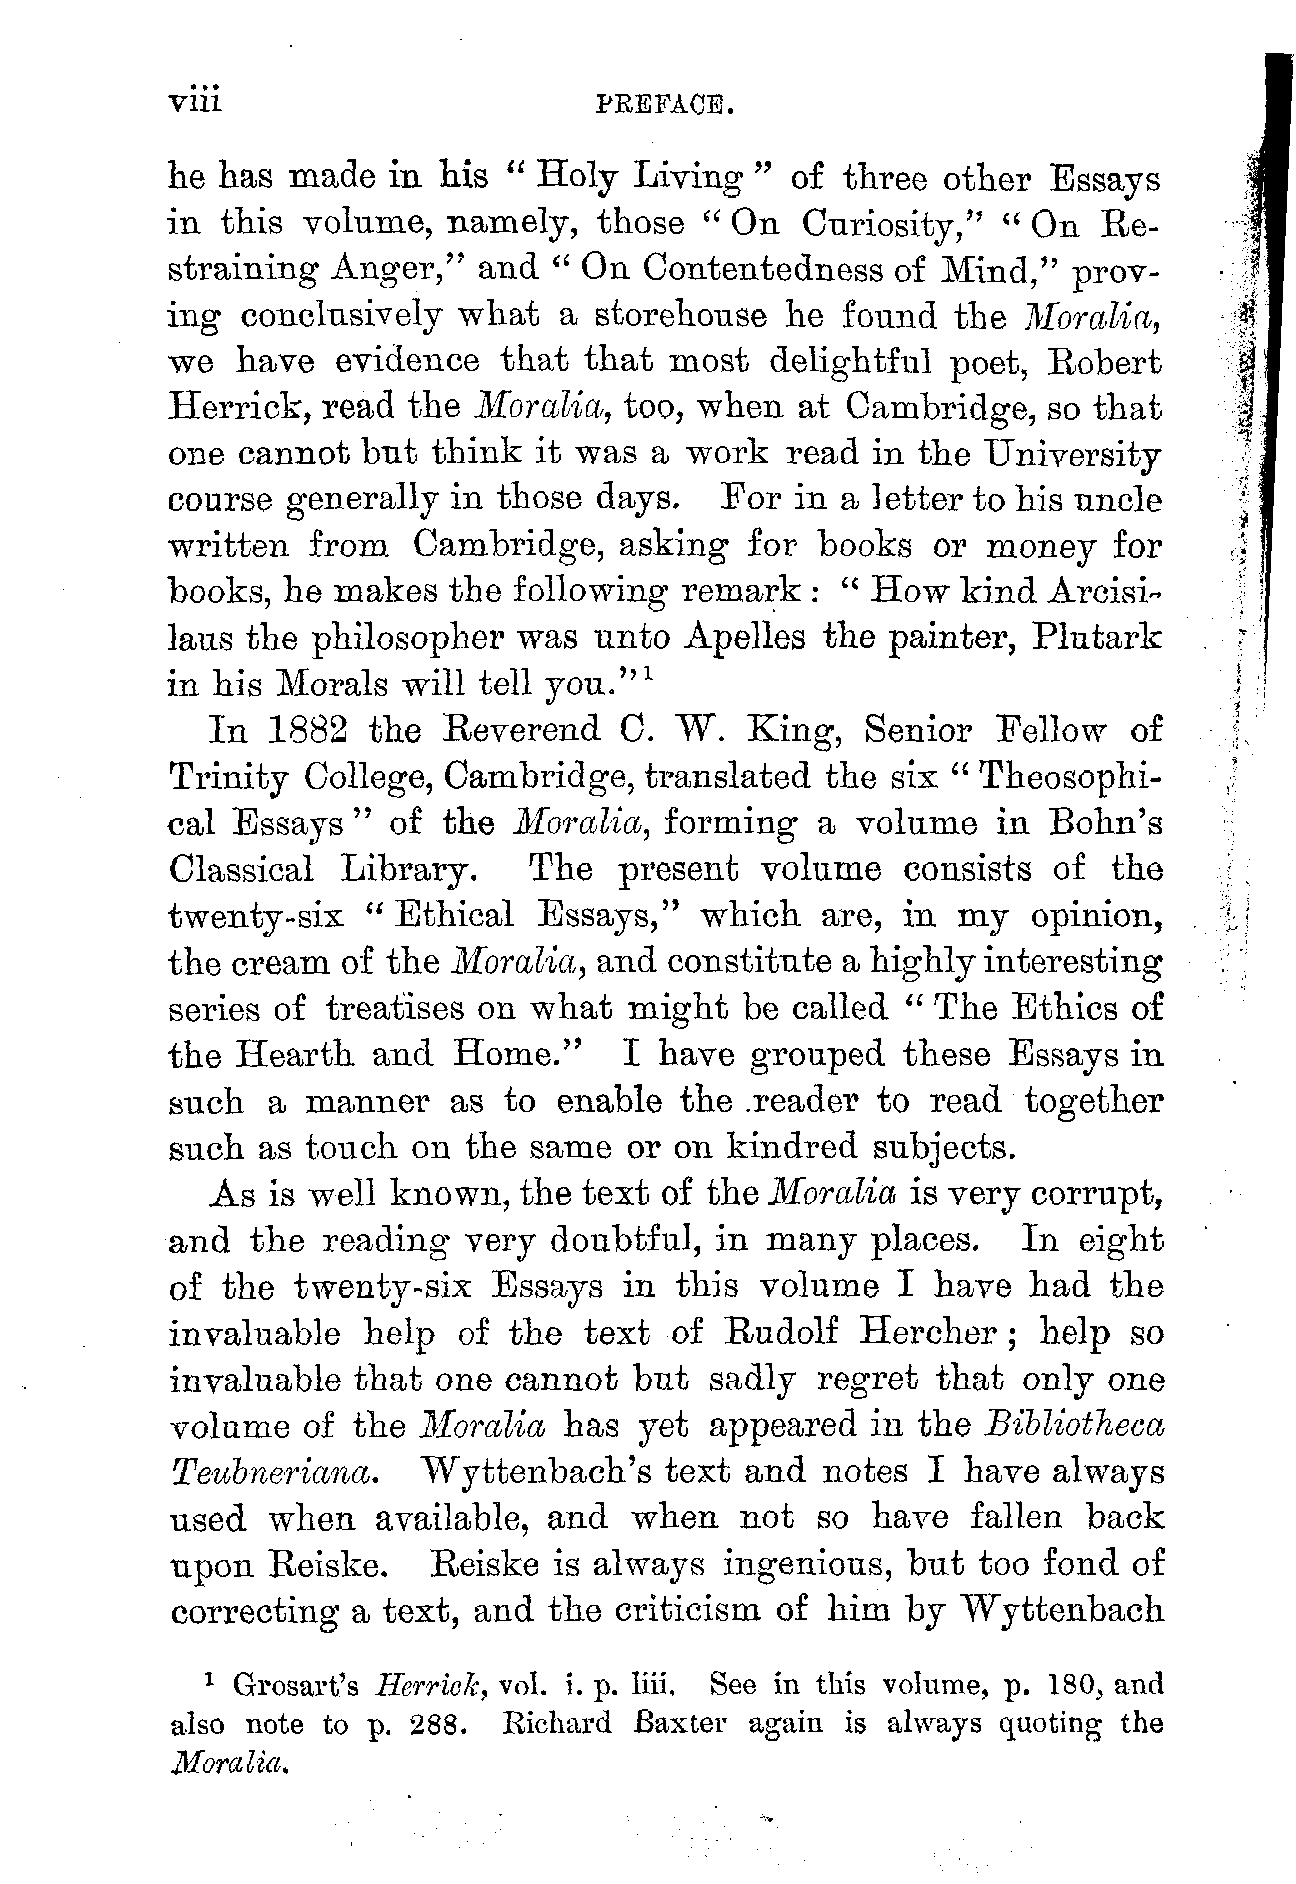 viii PREFACE.
he has made in his “ Holy Living ” of three other Essays
in this volume, namely, those “ On Curiosity,” “ On Re-
straining Anger,” and “ On Contentedness of Mind,” prov-
ing conclusively what a storehouse he found the Moralia,
we have evidence that that most delightful poet, Robert
Herrick, read the Moralia, too, when at Cambridge, so that
one cannot but think it was a work read in the University
course generally in those days. For in a letter to his uncle
written from Cambridge, asking for books or money for
books, he makes the following remark : “ How kind Arcisi-
laus the philosopher was unto Apelles the painter, Plutark
in his Morals will tell you.”¹
In 1882 the Reverend C. W. King, Senior Fellow of
Trinity College, Cambridge, translated the six “ Theosophi-
cal Essays ” of the Moralia, forming a volume in Bohn’s
Classical Library. The present volume consists of the
twenty-six “ Ethical Essays,” which are, in my opinion,
the cream of the Moralia, and constitute a highly interesting
series of treatises on what might be called “ The Ethics of
the Hearth and Home.” I have grouped these Essays in
such a manner as to enable the reader to read together
such as touch on the same or on kindred subjects.
As is well known, the text of the Moralia is very corrupt,
and the reading very doubtful, in many places. In eight
of the twenty-six Essays in this volume I have had the
invaluable help of the text of Rudolf Hercher ; help so
invaluable that one cannot but sadly regret that only one
volume of the Moralia has yet appeared in the Bibliotheca
Teubneriana. Wyttenbach’s text and notes I have always
used when available, and when not so have fallen back
upon Reiske. Reiske is always ingenious, but too fond of
correcting a text, and the criticism of him by Wyttenbach
¹ Grosart’s Herrick, vol. i. p. liii. See in this volume, p. 180, and
also note to p. 288. Richard Baxter again is always quoting the
Moralia.